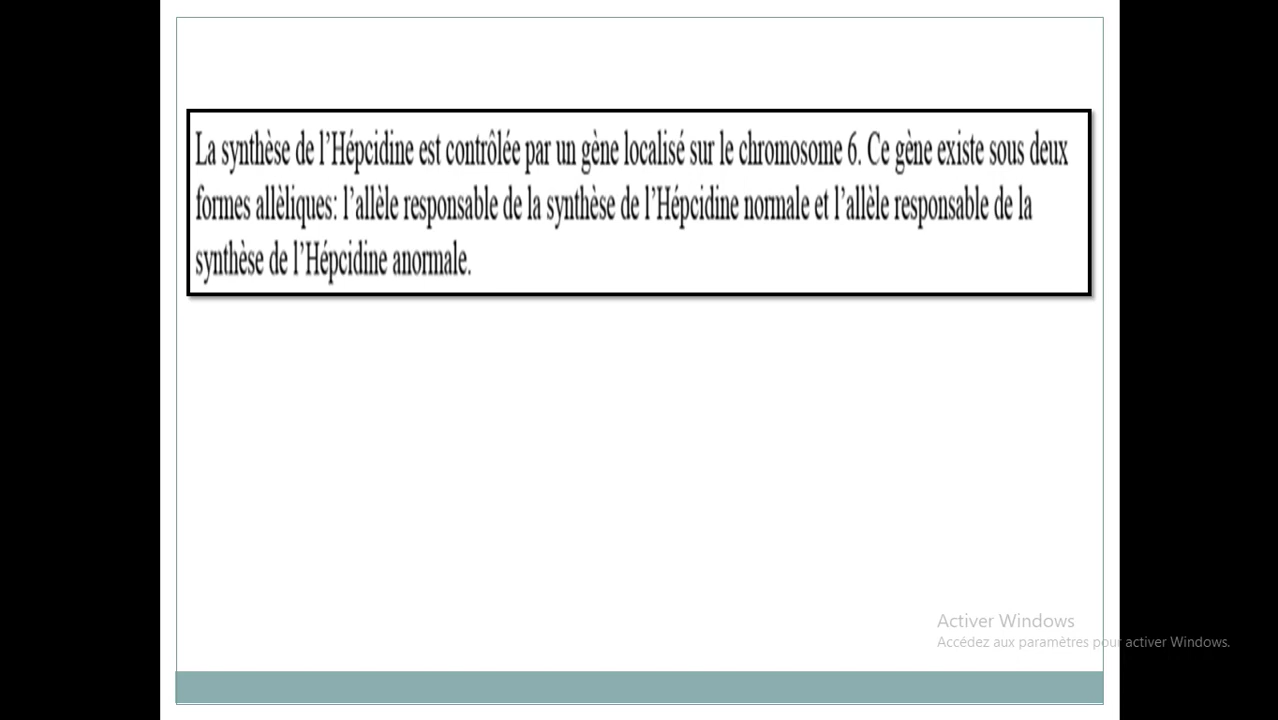 La synthèse de l’Hépcidine est contrôlée par un gène localisé sur le chromosome 6. Ce gène existe sous deux
formes allèliques: l’allèle responsable de la synthèse de l’Hépcidine normale et l’allèle responsable de la
synthèse de l’Hépcidine anormale.
Activer Windows
Accédez aux paramètres pour activer Windows.